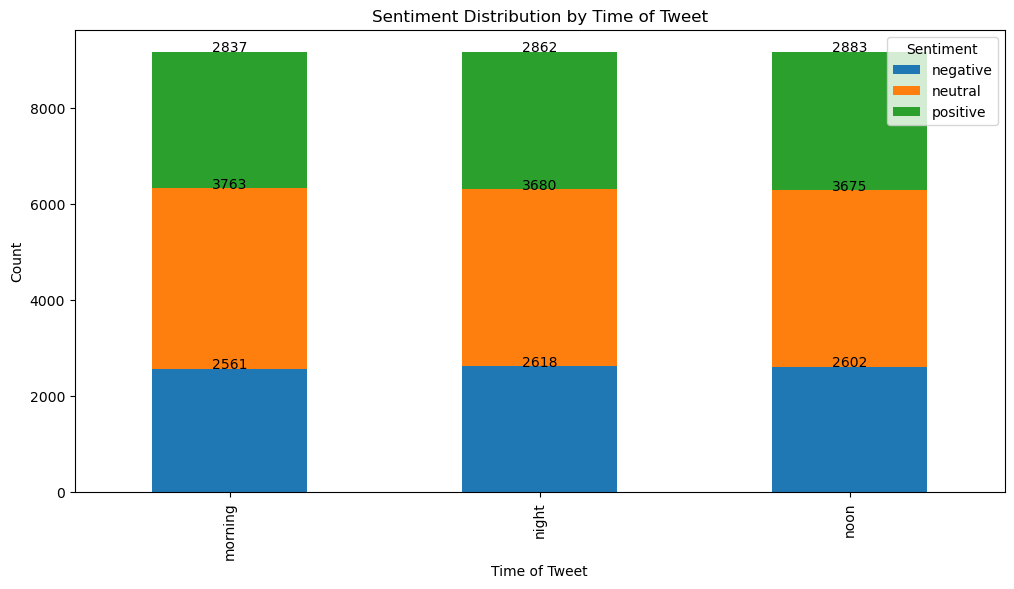 Sentiment Distribution by Time of Tweet
Sentiment
negative
neutral
positive
2837
2862
2883
3763
3680
3675
2561
2618
2602
8000
6000
4000
2000
0
Count
morning
night
noon
Time of Tweet